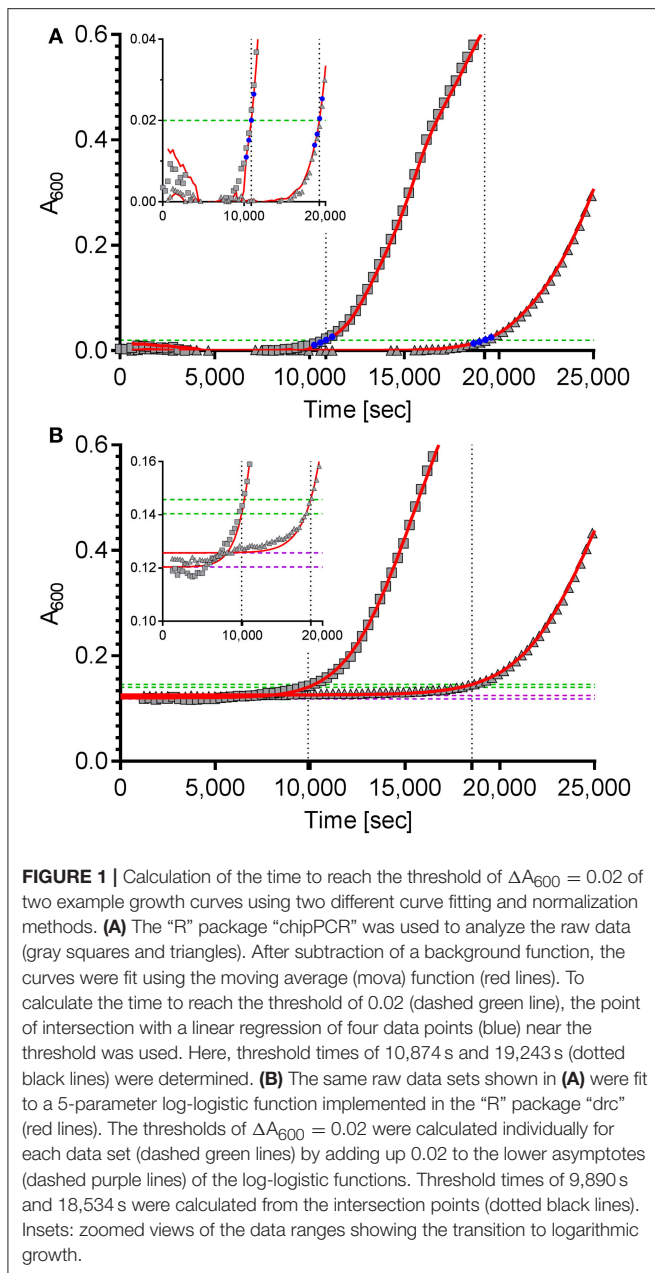 A
0.6
0.4
0.2
0.0
A600
0.04
0.02
0.00
0
10,000
20,000
0
5,000
10,000
15,000
20,000
25,000
Time [sec]
B
0.6
0.4
0.2
0.0
A600
0.16
0.14
0.12
0.10
0
10,000
20,000
0
5,000
10,000
15,000
20,000
25,000
Time [sec]
FIGURE 1 | Calculation of the time to reach the threshold of ΔA600 = 0.02 of
two example growth curves using two different curve fitting and normalization
methods. (A) The “R” package “chipPCR” was used to analyze the raw data
(gray squares and triangles). After subtraction of a background function, the
curves were fit using the moving average (mova) function (red lines). To
calculate the time to reach the threshold of 0.02 (dashed green line), the point
of intersection with a linear regression of four data points (blue) near the
threshold was used. Here, threshold times of 10,874 s and 19,243 s (dotted
black lines) were determined. (B) The same raw data sets shown in (A) were fit
to a 5-parameter log-logistic function implemented in the “R” package “drc”
(red lines). The thresholds of ΔA600 = 0.02 were calculated individually for
each data set (dashed green lines) by adding up 0.02 to the lower asymptotes
(dashed purple lines) of the log-logistic functions. Threshold times of 9,890 s
and 18,534 s were calculated from the intersection points (dotted black lines).
Insets: zoomed views of the data ranges showing the transition to logarithmic
growth.